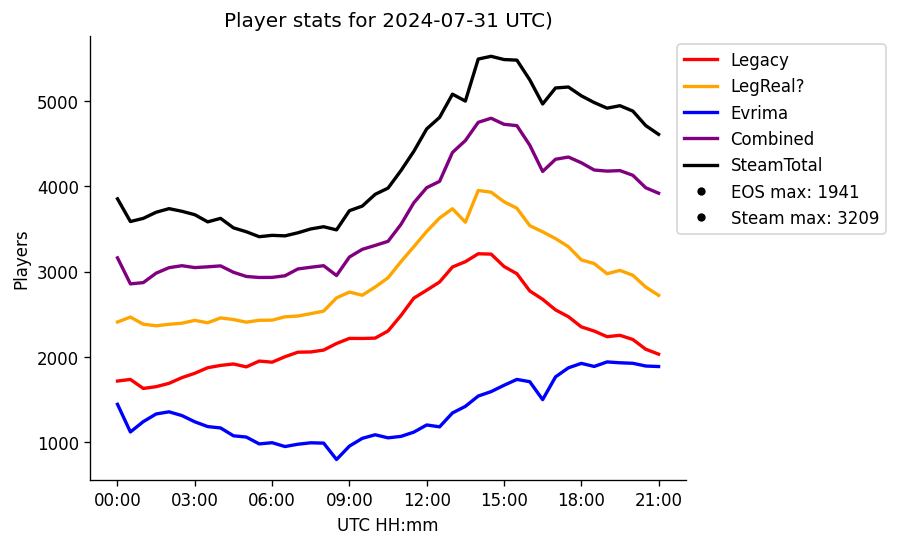 Player stats for 2024-07-31 UTC)
Legacy
LegReal?
Evrima
Combined
SteamTotal
EOS max: 1941
Steam max: 3209
Players
5000
4000
3000
2000
1000
00:00 03:00 06:00 09:00 12:00 15:00 18:00 21:00
UTC HH:mm